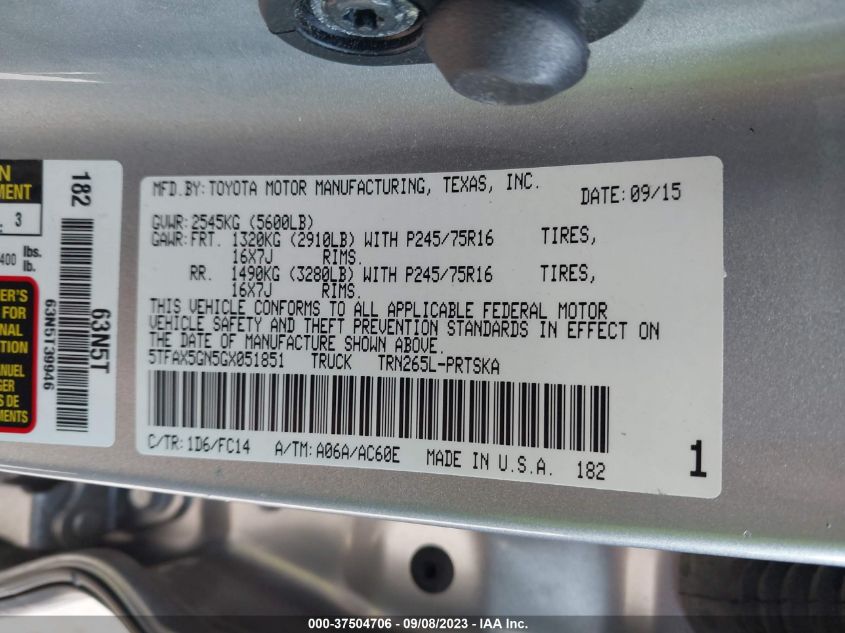 MFD.BY: TOYOTA MOTOR MANUFACTURING, TEXAS, INC. DATE: 09/15
GVWR: 2545KG (5600LB)
GAWR: FRT. 1320KG (2910LB) WITH P245/75R16 TIRES,
16X7J RIMS.
RR. 1490KG (3280LB) WITH P245/75R16 TIRES,
16X7J RIMS.
THIS VEHICLE CONFORMS TO ALL APPLICABLE FEDERAL MOTOR
VEHICLE SAFETY AND THEFT PREVENTION STANDARDS IN EFFECT ON
THE DATE OF MANUFACTURE SHOWN ABOVE.
5TFAX5GN5GX051851 TRUCK TRN265L-PRTSKA
C/TR: 1D6/FC14 A/TM: A06A/AC60E MADE IN U.S.A. 182
1
182
63N5T
63N5T39946
3
400 lbs.
lb.
000-37504706 - 09/08/2023 - IAA Inc.